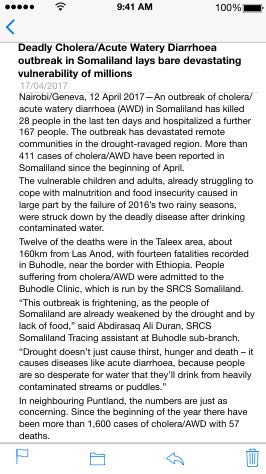 9:41 AM
100%
Deadly Cholera/Acute Watery Diarrhoea
outbreak in Somaliland lays bare devastating
vulnerability of millions
17/04/2017
Nairobi/Geneva, 12 April 2017—An outbreak of cholera/
acute watery diarrhoea (AWD) in Somaliland has killed
28 people in the last ten days and hospitalized a further
167 people. The outbreak has devastated remote
communities in the drought-ravaged region. More than
411 cases of cholera/AWD have been reported in
Somaliland since the beginning of April.
The vulnerable children and adults, already struggling to
cope with malnutrition and food insecurity caused in
large part by the failure of 2016's two rainy seasons,
were struck down by the deadly disease after drinking
contaminated water.
Twelve of the deaths were in the Taleex area, about
160km from Las Anod, with fourteen fatalities recorded
in Buhodle, near the border with Ethiopia. People
suffering from cholera/AWD were admitted to the
Buhodle Clinic, which is run by the SRCS Somaliland.
“This outbreak is frightening, as the people of
Somaliland are already weakened by the drought and by
lack of food,” said Abdirasaq Ali Duran, SRCS
Somaliland Tracing assistant at Buhodle sub-branch.
“Drought doesn't just cause thirst, hunger and death – it
causes diseases like acute diarrhoea, because people
are so desperate for water that they'll drink from heavily
contaminated streams or puddles.”
In neighbouring Puntland, the numbers are just as
concerning. Since the beginning of the year there have
been more than 1,600 cases of cholera/AWD with 57
deaths.